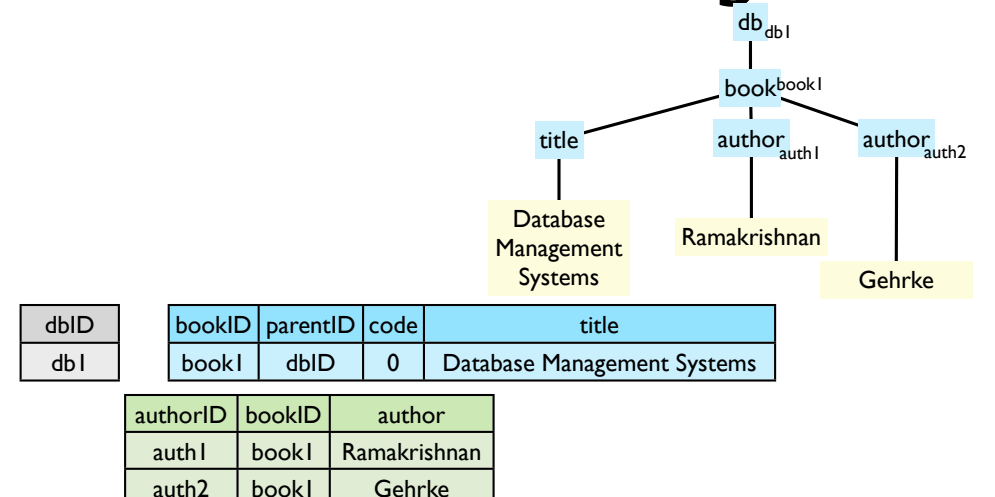 db db1
book book1
title author auth1 author auth2
Database
Management
Systems
Ramakrishnan
Gehrke
dbID
db1
bookID parentID code title
book1 dbID 0 Database Management Systems
authorID bookID author
auth1 book1 Ramakrishnan
auth2 book1 Gehrke